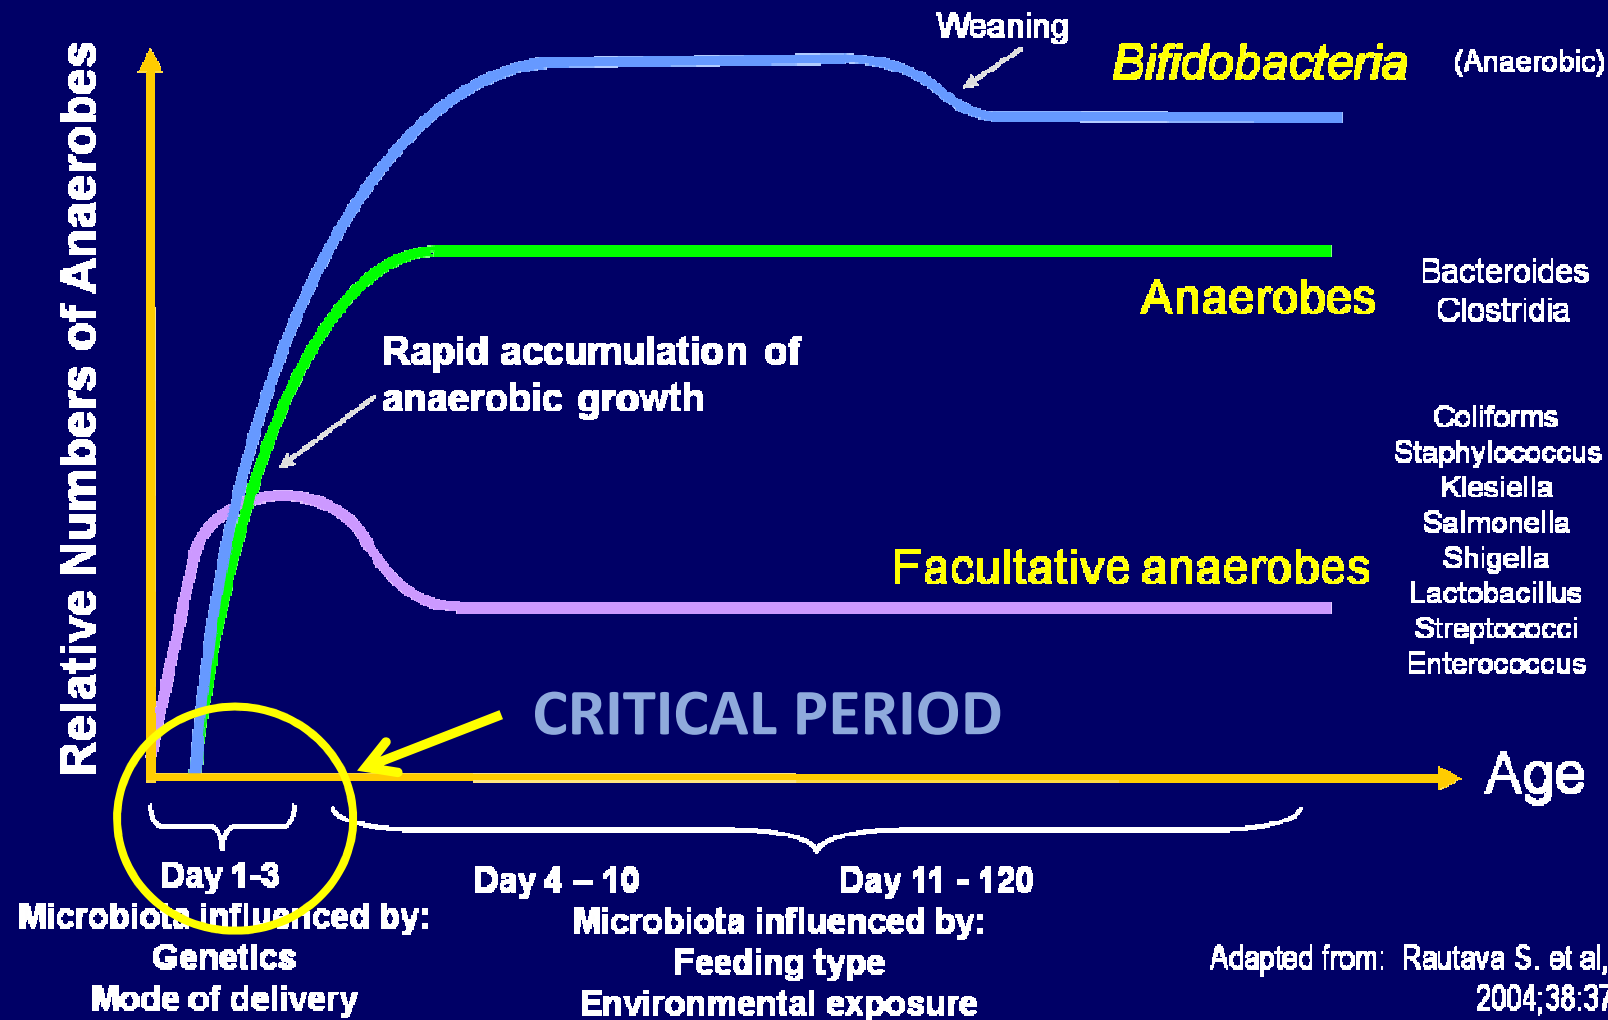 Weaning
Bifidobacteria (Anaerobic)
Relative Numbers of Anaerobes
Anaerobes
Bacteroides
Clostridia
Rapid accumulation of
anaerobic growth
Coliforms
Staphylococcus
Klesiella
Salmonella
Shigella
Lactobacillus
Streptococci
Enterococcus
Facultative anaerobes
CRITICAL PERIOD
Age
Day 1-3
Microbiota influenced by:
Genetics
Mode of delivery
Day 4 – 10 Day 11 - 120
Microbiota influenced by:
Feeding type
Environmental exposure
Adapted from: Rautava S. et al,
2004;38:37